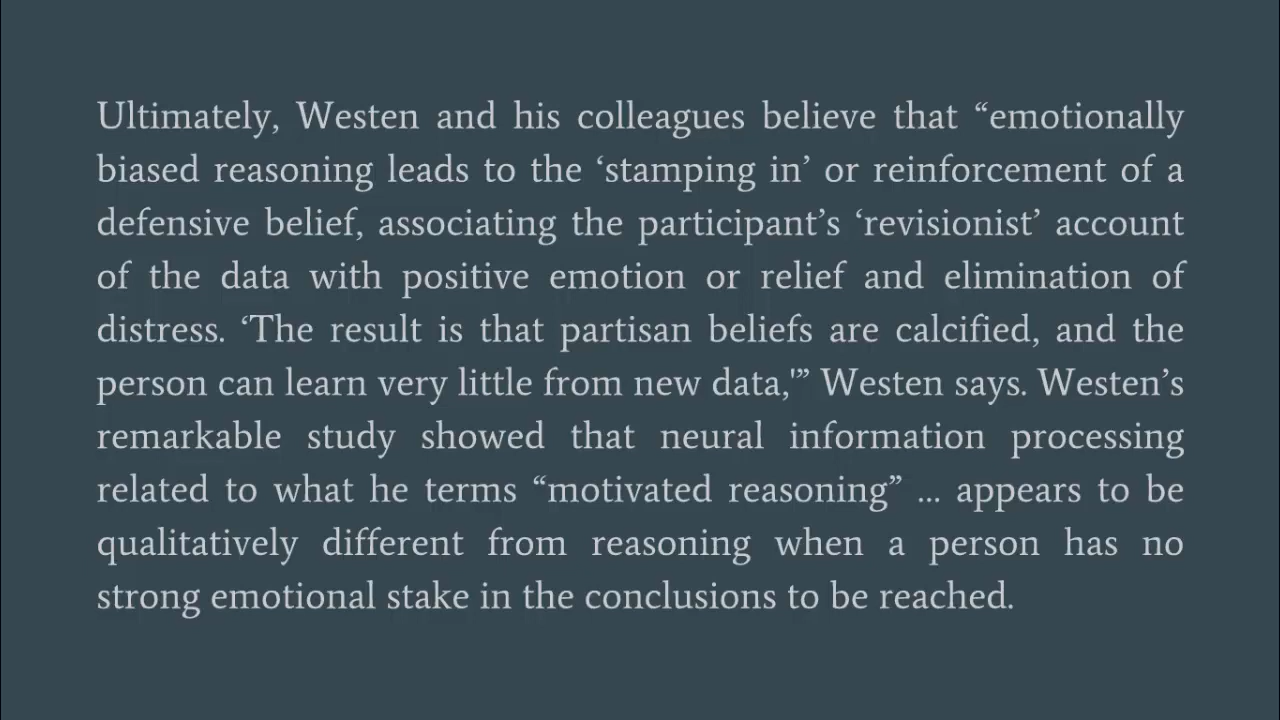 Ultimately, Westen and his colleagues believe that “emotionally
biased reasoning leads to the ‘stamping in’ or reinforcement of a
defensive belief, associating the participant’s ‘revisionist’ account
of the data with positive emotion or relief and elimination of
distress. ‘The result is that partisan beliefs are calcified, and the
person can learn very little from new data,'” Westen says. Westen’s
remarkable study showed that neural information processing
related to what he terms “motivated reasoning” ... appears to be
qualitatively different from reasoning when a person has no
strong emotional stake in the conclusions to be reached.